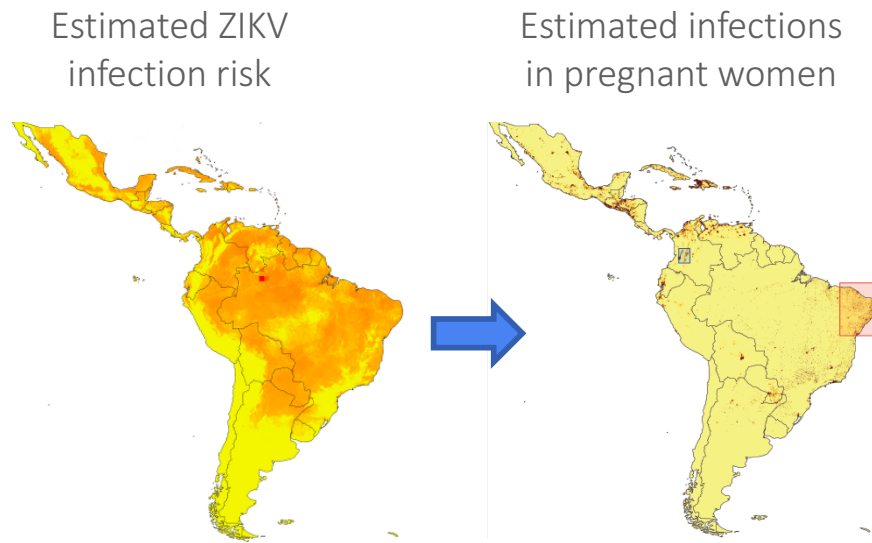 Estimated ZIKV
infection risk
Estimated infections
in pregnant women